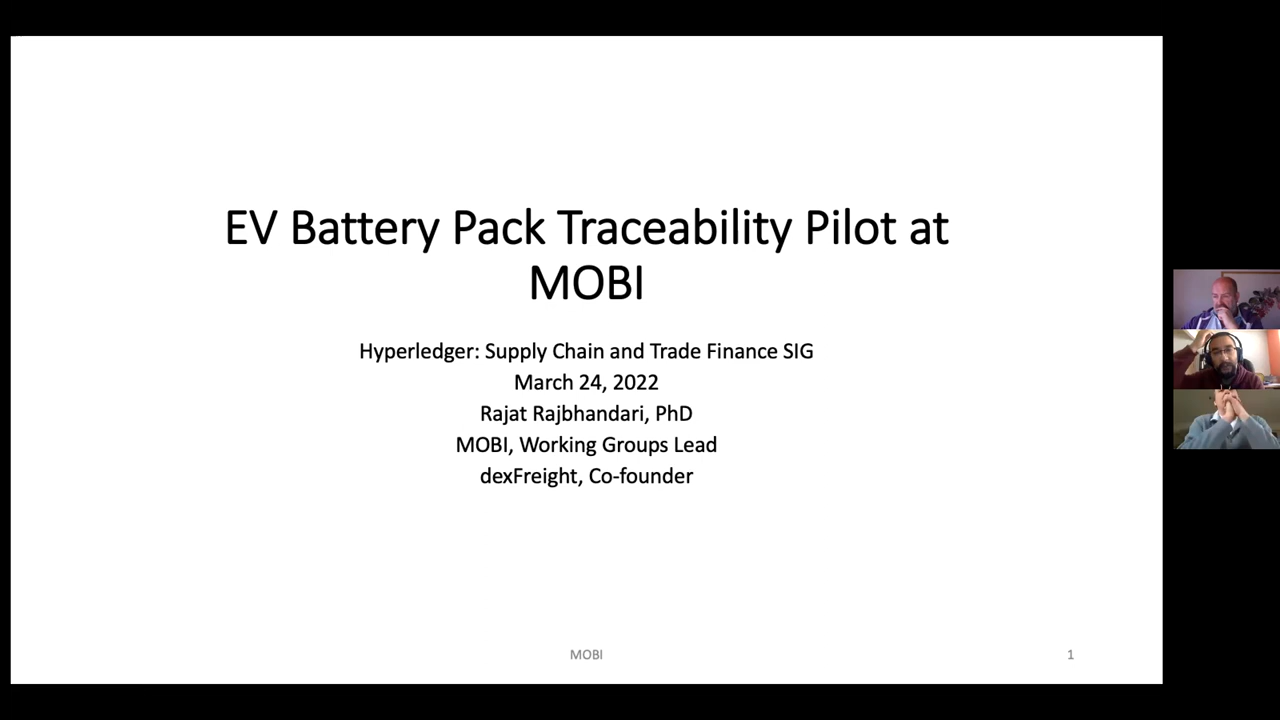 EV Battery Pack Traceability Pilot at
MOBI
Hyperledger: Supply Chain and Trade Finance SIG
March 24, 2022
Rajat Rajbhandari, PhD
MOBI, Working Groups Lead
dexFreight, Co-founder
MOBI
1